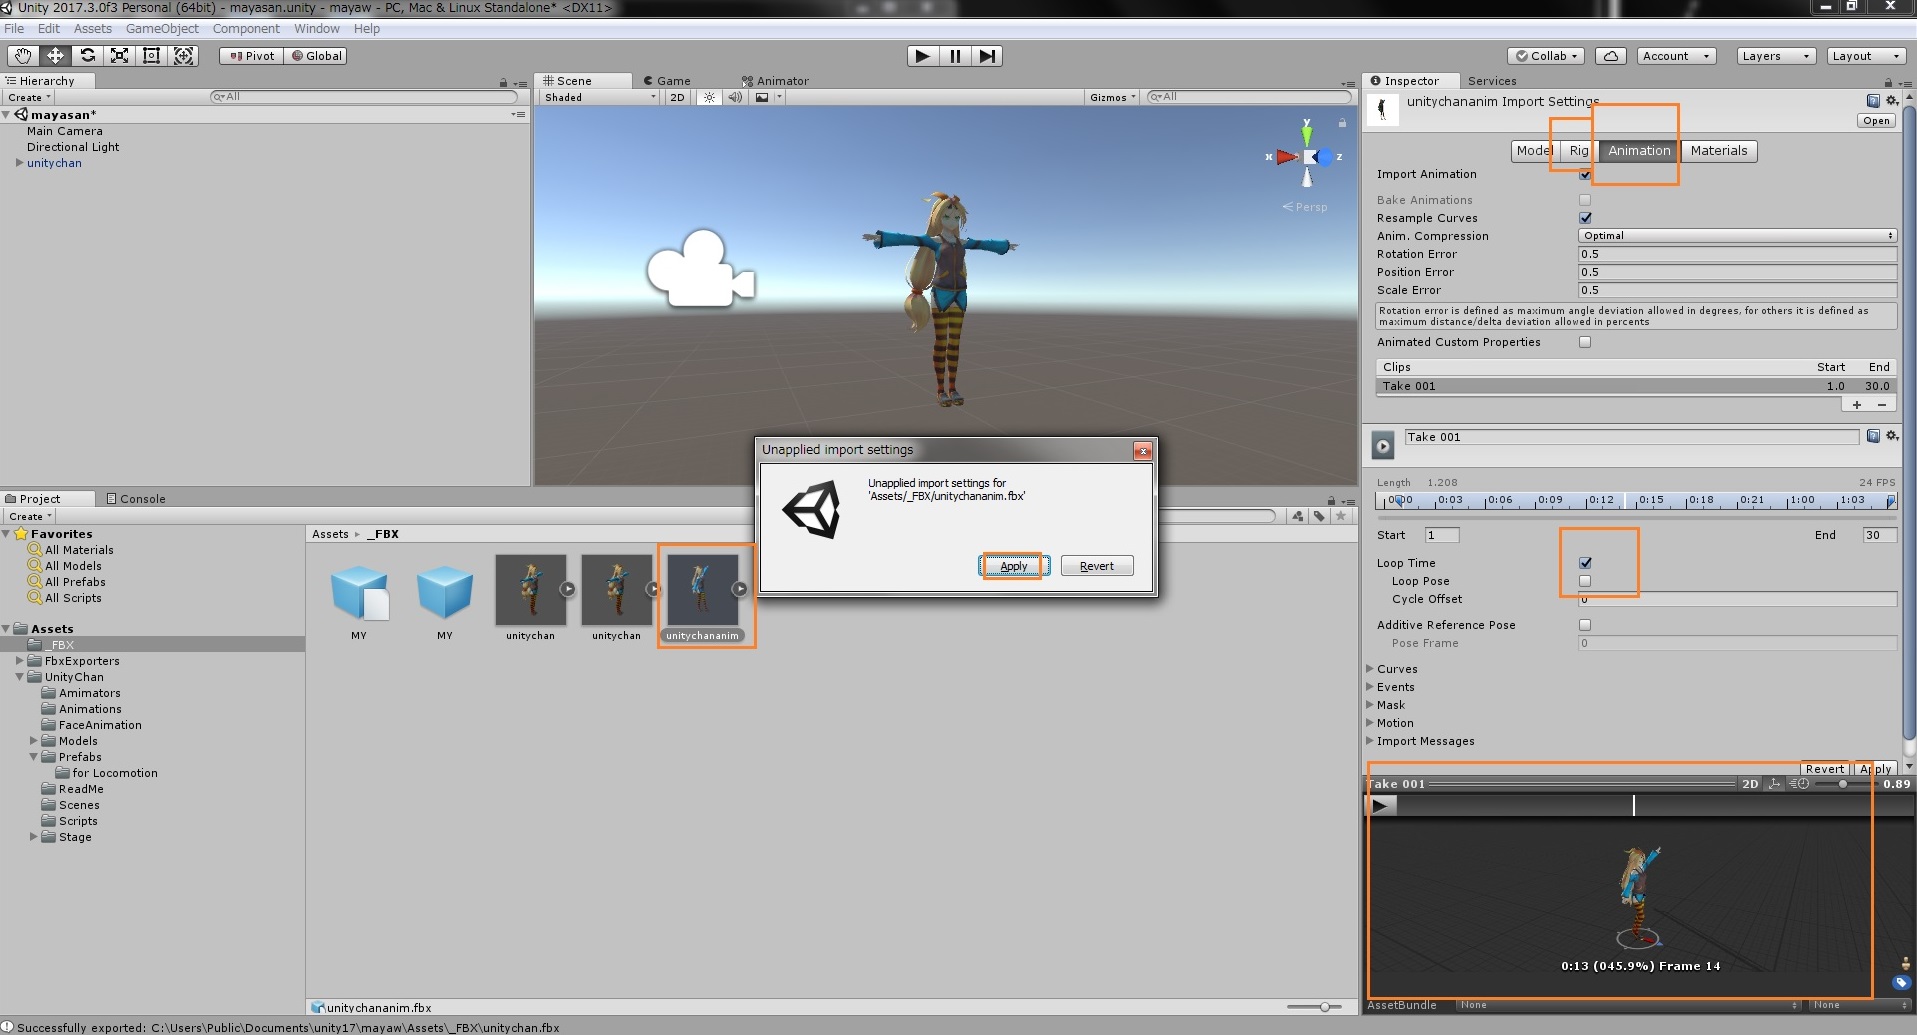 Unity 2017.3.0f3 Personal (64bit) - mayasan.unity - mayaw - PC, Mac & Linux Standalone* <DX11>
File Edit Assets GameObject Component Window Help
Pivot Global Collab Account Layers Layout
Hierarchy
Create All
mayasan*
Main Camera
Directional Light
unitychan
Scene Game Animator
Shaded 2D Gizmos All
y
x z
Persp
Inspector Services
unitychananim Import Settings
Open
Model Rig Animation Materials
Import Animation
Bake Animations
Resample Curves
Anim. Compression Optimal
Rotation Error 0.5
Position Error 0.5
Scale Error 0.5
Rotation error is defined as maximum angle deviation allowed in degrees, for others it is defined as
maximum distance/delta deviation allowed in percents
Animated Custom Properties
Clips Start End
Take 001 1.0 30.0
+ −
Take 001
Length 1.208 24 FPS
0:00 0:03 0:06 0:09 0:12 0:15 0:18 0:21 1:00 1:03
Start 1 End 30
Loop Time
Loop Pose
Cycle Offset 0
Additive Reference Pose
Pose Frame 0
Curves
Events
Mask
Motion
Import Messages
Revert Apply
Take 001 2D 0.89
0:13 (045.9%) Frame 14
AssetBundle None None
Unapplied import settings
Unapplied import settings for
'Assets/_FBX/unitychananim.fbx'
Apply Revert
Project Console
Create
Favorites
All Materials
All Models
All Prefabs
All Scripts
Assets
_FBX
FbxExporters
UnityChan
Amimators
Animations
FaceAnimation
Models
Prefabs
for Locomotion
ReadMe
Scenes
Scripts
Stage
Assets _FBX
MY MY unitychan unitychan unitychananim
unitychananim.fbx
Successfully exported: C:\Users\Public\Documents\unity17\mayaw\Assets\_FBX\unitychan.fbx